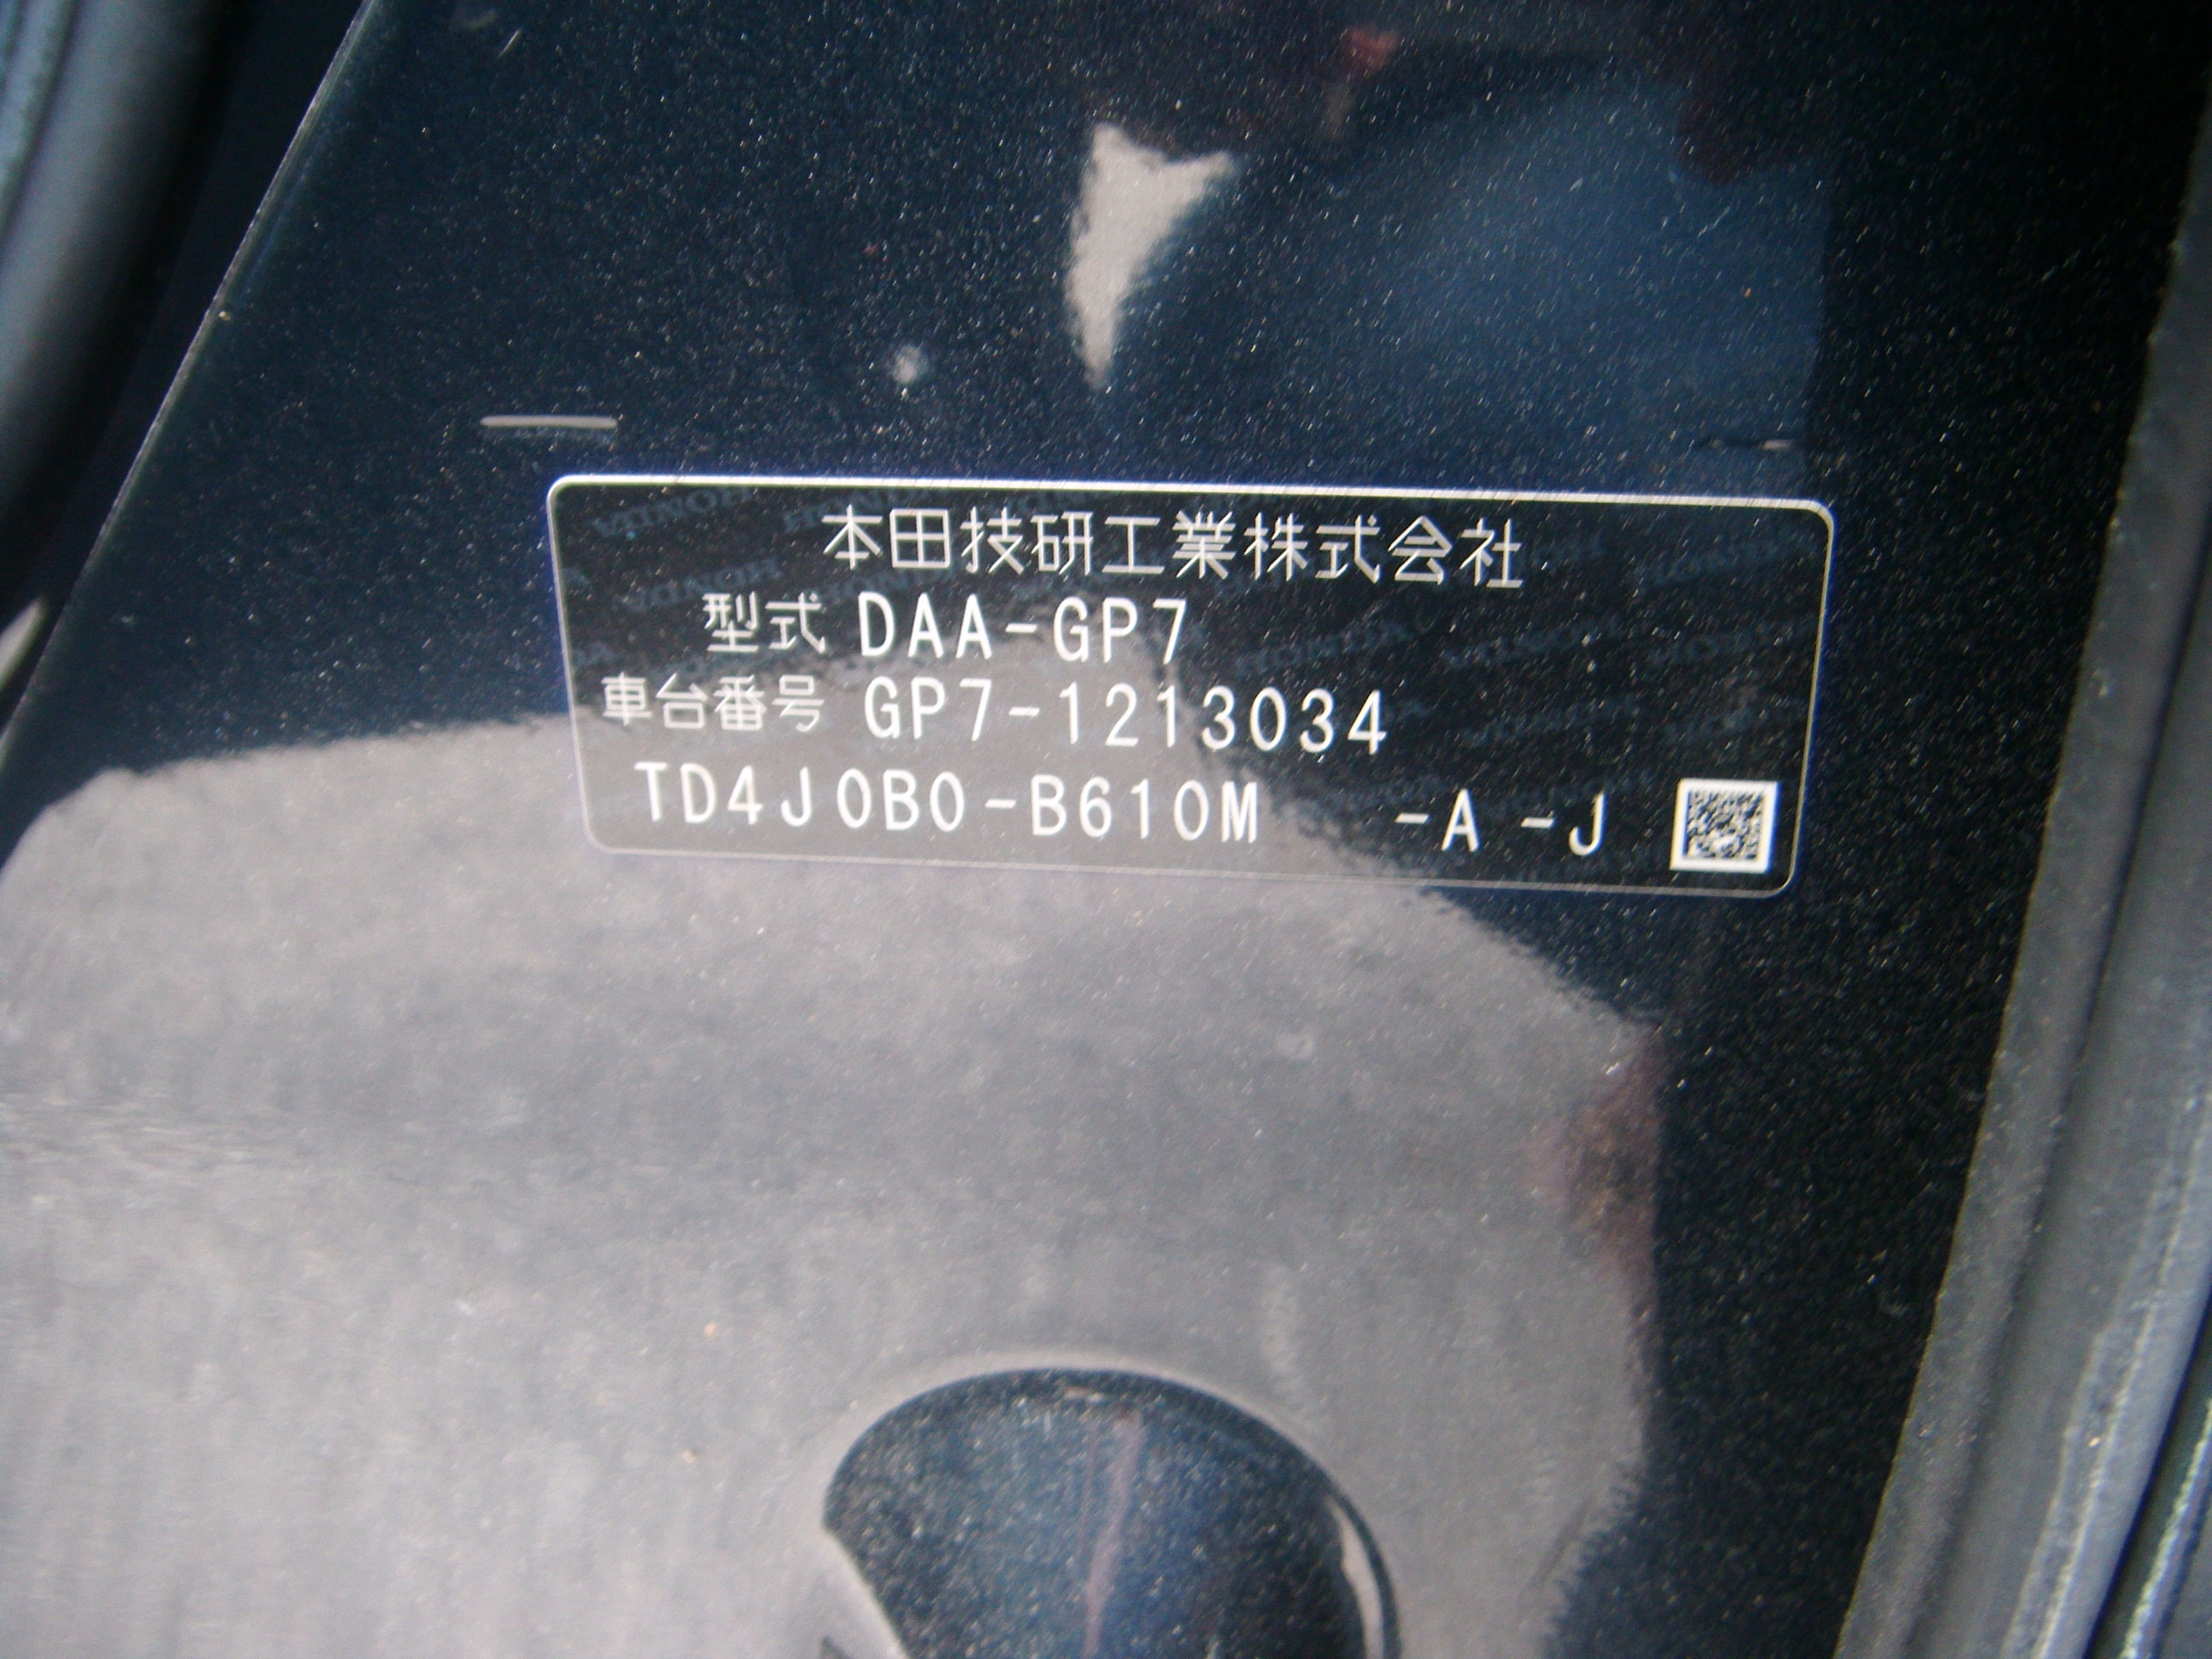 本田技研工業株式会社
型式 DAA-GP7
車台番号 GP7-1213034
TD4J0B0-B610M -A -J